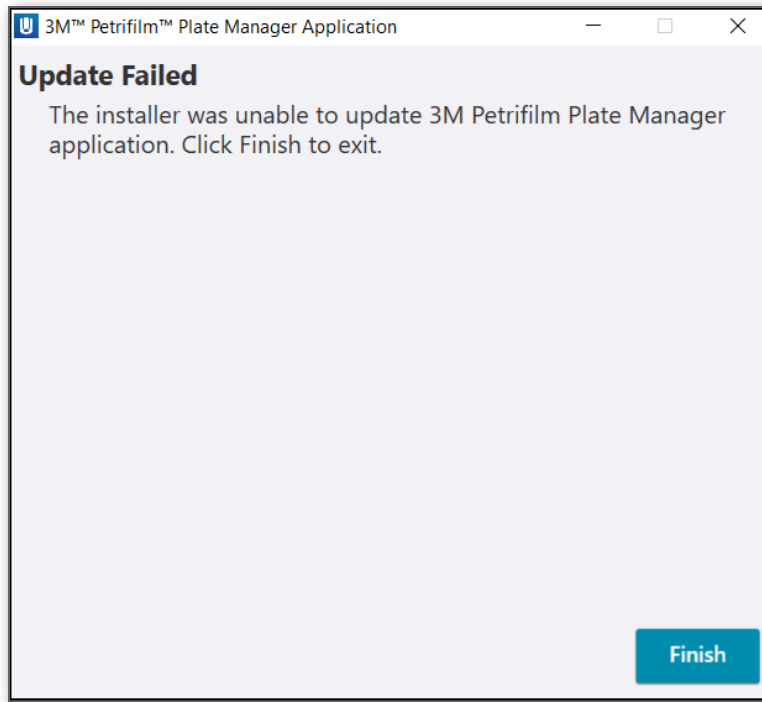 3M™ Petrifilm™ Plate Manager Application
Update Failed
The installer was unable to update 3M Petrifilm Plate Manager
application. Click Finish to exit.
Finish